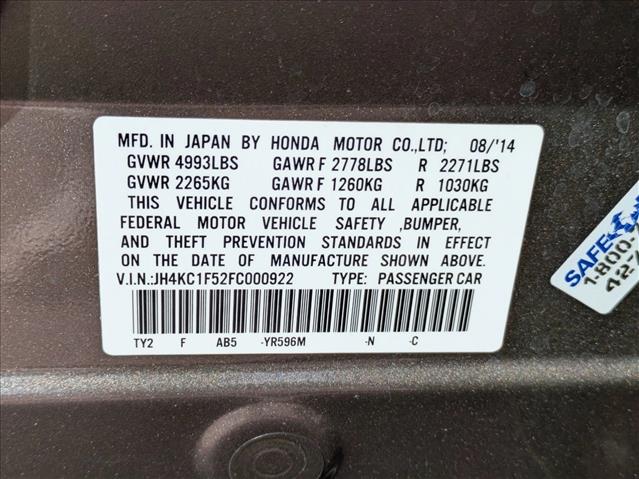 MFD. IN JAPAN BY HONDA MOTOR CO.,LTD; 08/'14
GVWR 4993LBS GAWR F 2778LBS R 2271LBS
GVWR 2265KG GAWR F 1260KG R 1030KG
THIS VEHICLE CONFORMS TO ALL APPLICABLE
FEDERAL MOTOR VEHICLE SAFETY ,BUMPER,
AND THEFT PREVENTION STANDARDS IN EFFECT
ON THE DATE OF MANUFACTURE SHOWN ABOVE.
V.I.N.:JH4KC1F52FC000922 TYPE: PASSENGER CAR
TY2 F AB5 -YR596M -N -C
SAFE
1-800-